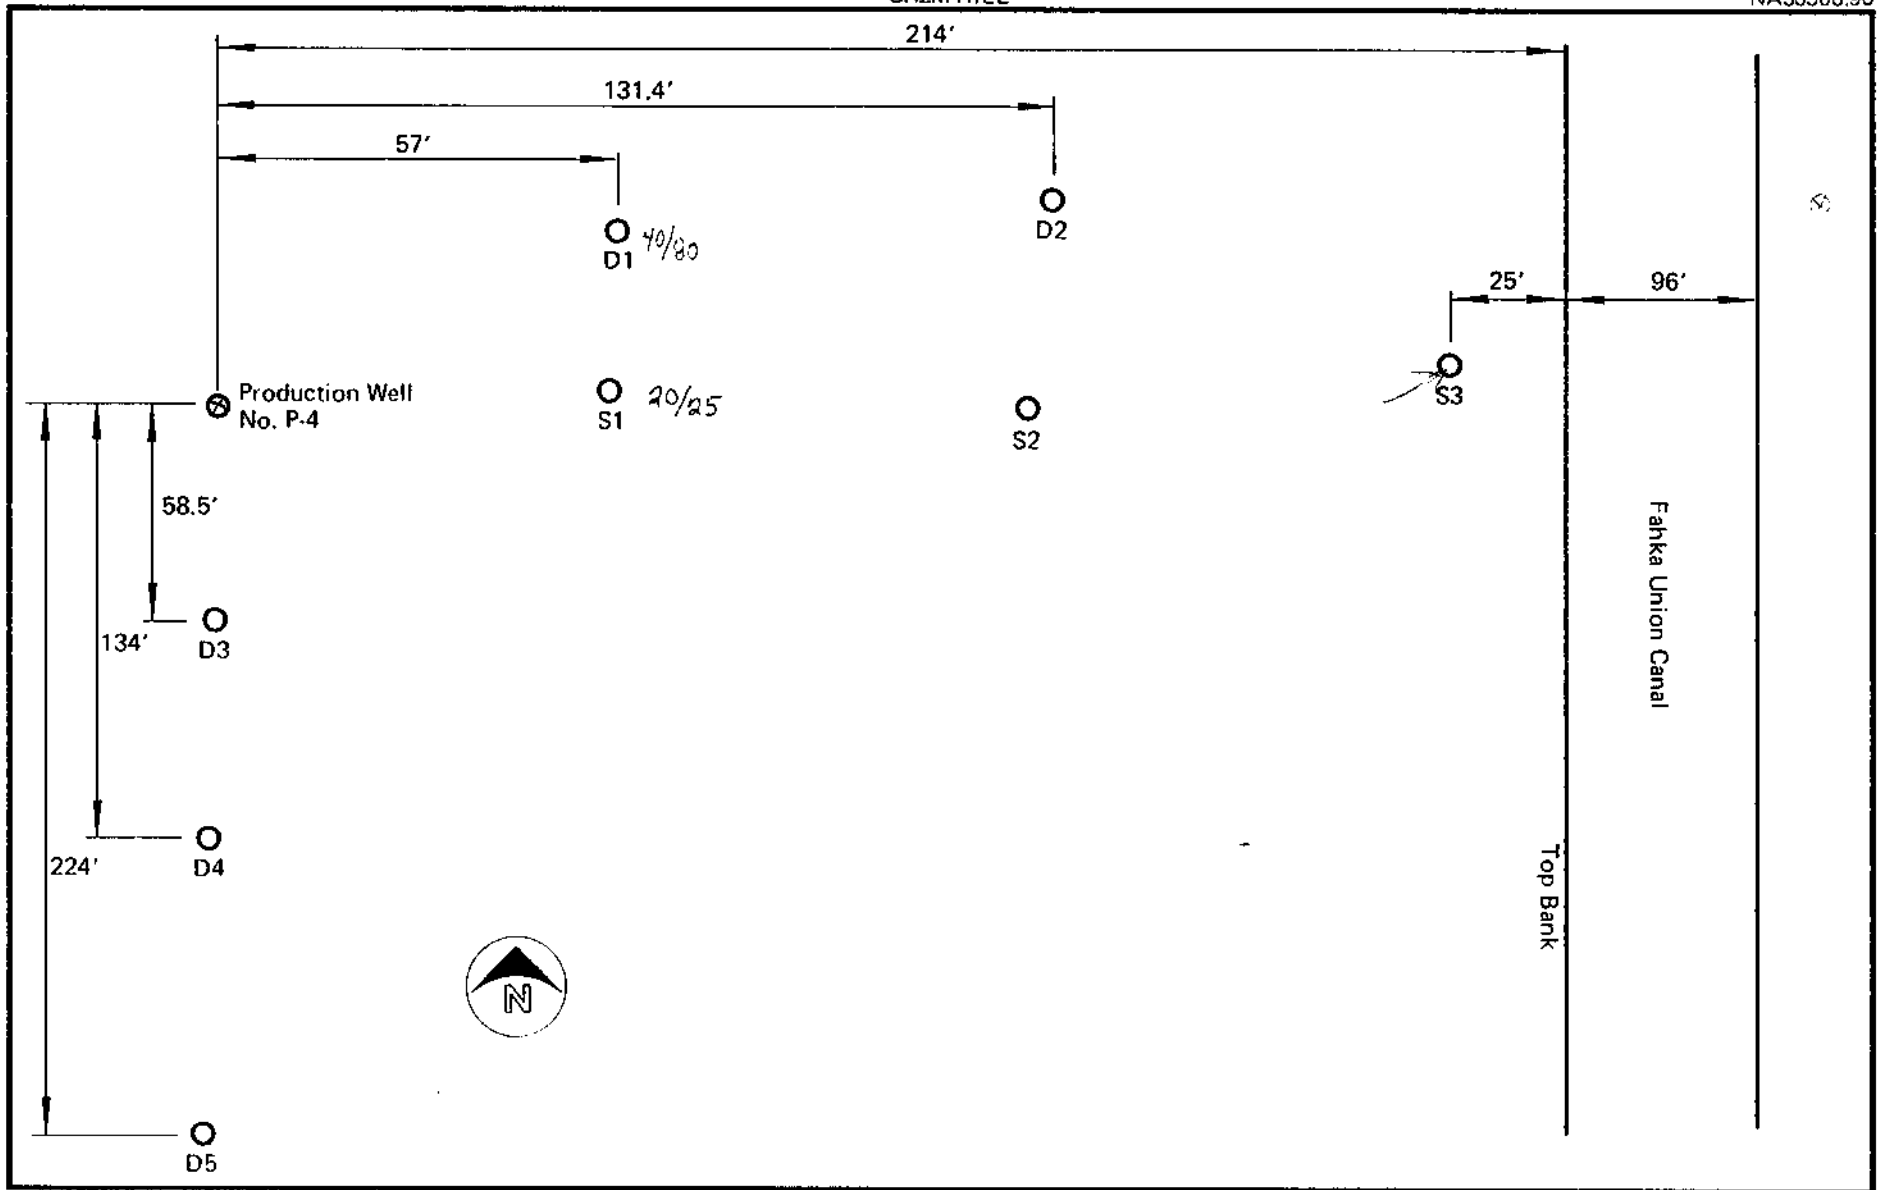 214′
131.4′
57′
D1
40/80
D2
25′
96′
Production Well
No. P-4
S1
20/25
S2
S3
58.5′
134′
D3
Fahka Union Canal
224′
D4
Top Bank
N
D5